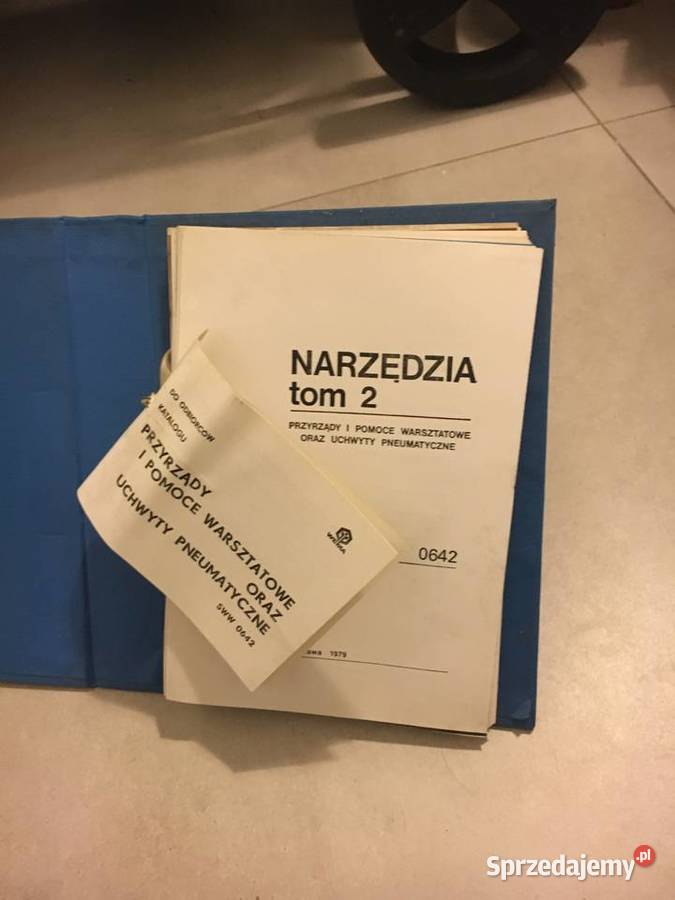 NARZĘDZIA
tom 2
PRZYRZĄDY I POMOCE WARSZTATOWE
ORAZ UCHWYTY PNEUMATYCZNE
0642
1979
DO ODBIORCÓW
KATALOGU
PRZYRZĄDY
I POMOCE WARSZTATOWE
ORAZ
UCHWYTY PNEUMATYCZNE
SWW 0642
WEMA
Sprzedajemy.pl